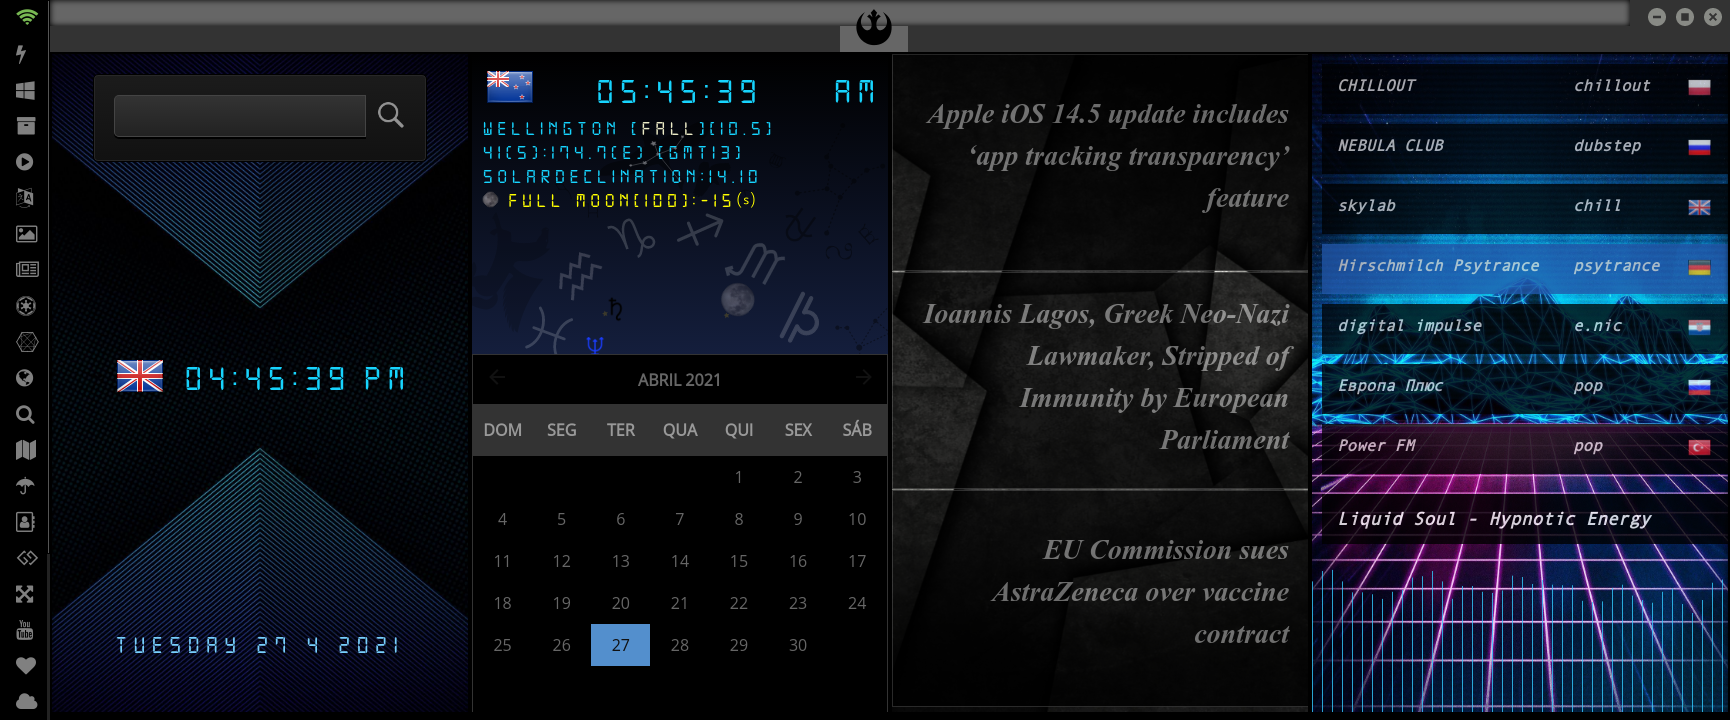 04:45:39 PM
TUESDAY 27 4 2021
05:45:39 AM
WELLINGTON [FALL][10.5]
41(S):174.7(E) [GMT13]
SOLARDECLINATION:14.10
FULL MOON[100]:-15(s)
ABRIL 2021
DOM SEG TER QUA QUI SEX SÁB
1 2 3
4 5 6 7 8 9 10
11 12 13 14 15 16 17
18 19 20 21 22 23 24
25 26 27 28 29 30
Apple iOS 14.5 update includes
‘app tracking transparency’
feature
Ioannis Lagos, Greek Neo-Nazi
Lawmaker, Stripped of
Immunity by European
Parliament
EU Commission sues
AstraZeneca over vaccine
contract
CHILLOUT chillout
NEBULA CLUB dubstep
skylab chill
Hirschmilch Psytrance psytrance
digital impulse e.nic
Европа Плюс pop
Power FM pop
Liquid Soul - Hypnotic Energy
You
Tube